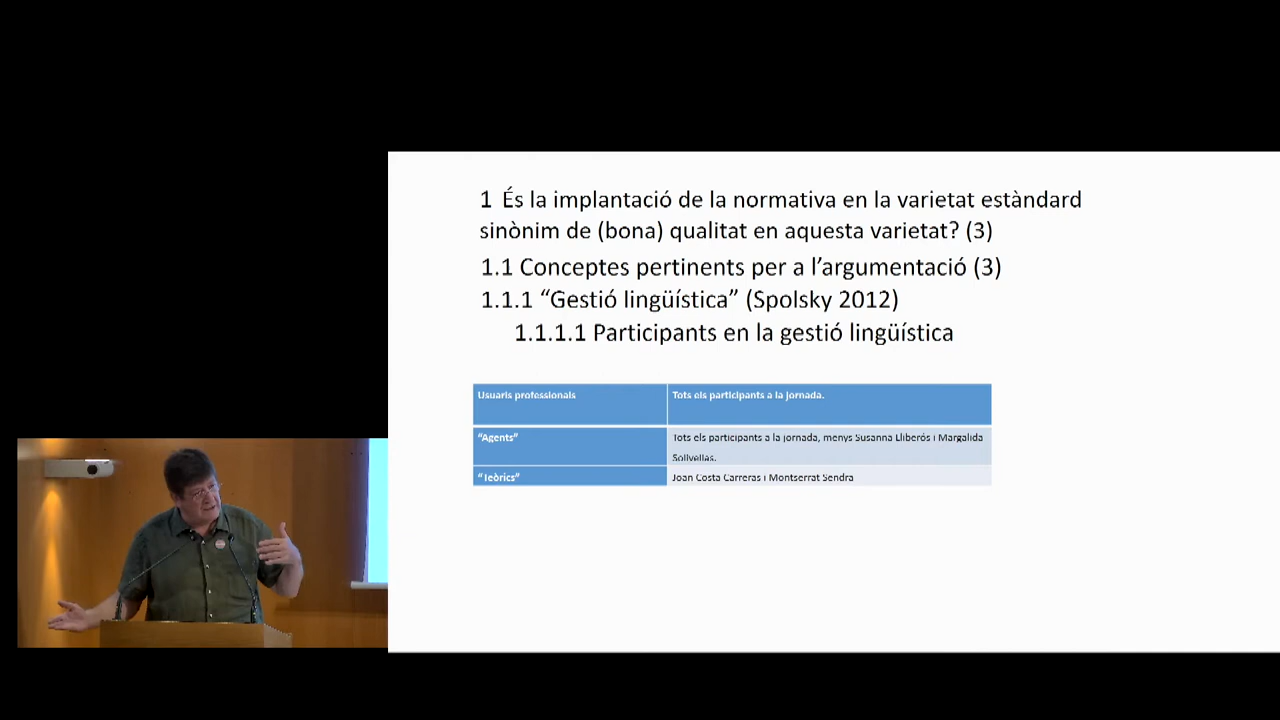 1 És la implantació de la normativa en la varietat estàndard
sinònim de (bona) qualitat en aquesta varietat? (3)
1.1 Conceptes pertinents per a l’argumentació (3)
1.1.1 “Gestió lingüística” (Spolsky 2012)
1.1.1.1 Participants en la gestió lingüística
Usuaris professionals
Tots els participants a la jornada.
“Agents”
Tots els participants a la jornada, menys Susanna Lliberós i Margalida
Solivellas.
“Teòrics”
Joan Costa Carreras i Montserrat Sendra